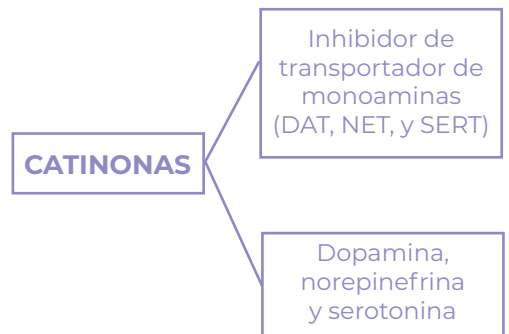 Inhibidor de
transportador de
monoaminas
(DAT, NET, y SERT)
CATINONAS
Dopamina,
norepinefrina
y serotonina